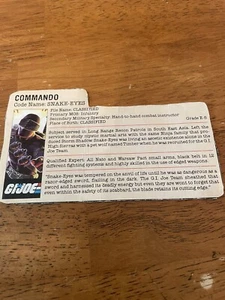 COMMANDO
Code Name: SNAKE-EYES
File Name: CLASSIFIED
Primary MOS: Infantry
Secondary Military Specialty: Hand-to-hand combat instructor
Place of Birth: CLASSIFIED Grade E-8
Subject served in Long Range Recon Patrols in South East Asia. Left the
service to study mystic martial arts with the same Ninja family that pro-
duced Storm Shadow. Snake-Eyes was living an ascetic existence alone in the
High Sierras with a pet wolf named Timber when he was recruited for the G.I.
Joe Team.
Qualified Expert: All Nato and Warsaw Pact small arms, black belt in 12
different fighting systems and highly skilled in the use of edged weapons.
"Snake-Eyes was tempered on the anvil of life until he was as dangerous as a
razor-edged sword, flailing in the dark. The G.I. Joe Team sheathed that
sword and harnessed its deadly energy but even they are wont to forget that
even within the safety of its scabbard, the blade retains its cutting edge."
G.I.JOE